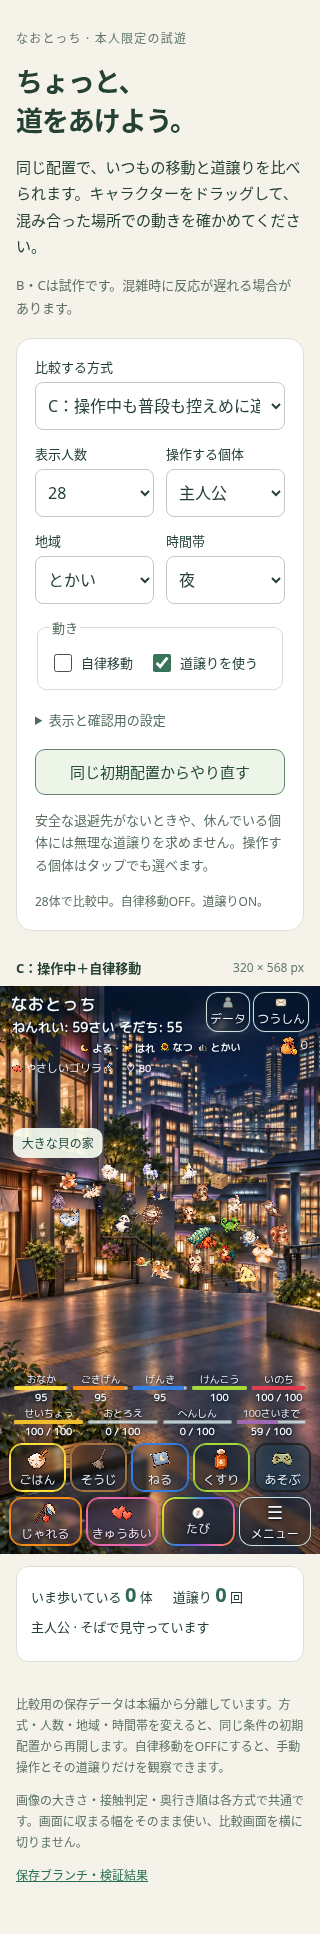 なおとっち · 本人限定の試遊
ちょっと、
道をあけよう。
同じ配置で、いつもの移動と道譲りを比べ
られます。キャラクターをドラッグして、
混み合った場所での動きを確かめてくださ
い。
B・Cは試作です。混雑時に反応が遅れる場合が
あります。
比較する方式
C：操作中も普段も控えめに道
表示人数
操作する個体
28
主人公
地域
時間帯
とかい
夜
動き
自律移動
道譲りを使う
表示と確認用の設定
同じ初期配置からやり直す
安全な退避先がないときや、休んでいる個
体には無理な道譲りを求めません。操作す
る個体はタップでも選べます。
28体で比較中。自律移動OFF。道譲りON。
C：操作中＋自律移動
320 × 568 px
なおとっち
データ
つうしん
ねんれい: 59さい そだち: 55
よる · はれ なつ とかい
0
やさしいゴリラ
80
大きな貝の家
おなか ごきげん げんき けんこう いのち
95 95 95 100 100 / 100
せいちょう おとろえ へんしん 100さいまで
100 / 100 0 / 100 0 / 100 59 / 100
ごはん そうじ ねる くすり あそぶ
じゃれる きゅうあい たび メニュー
いま歩いている 0 体 道譲り 0 回
主人公 · そばで見守っています
比較用の保存データは本編から分離しています。方
式・人数・地域・時間帯を変えると、同じ条件の初期
配置から再開します。自律移動をOFFにすると、手動
操作とその道譲りだけを観察できます。
画像の大きさ・接触判定・奥行き順は各方式で共通で
す。画面に収まる幅をそのまま使い、比較画面を横に
切りません。
保存ブランチ・検証結果